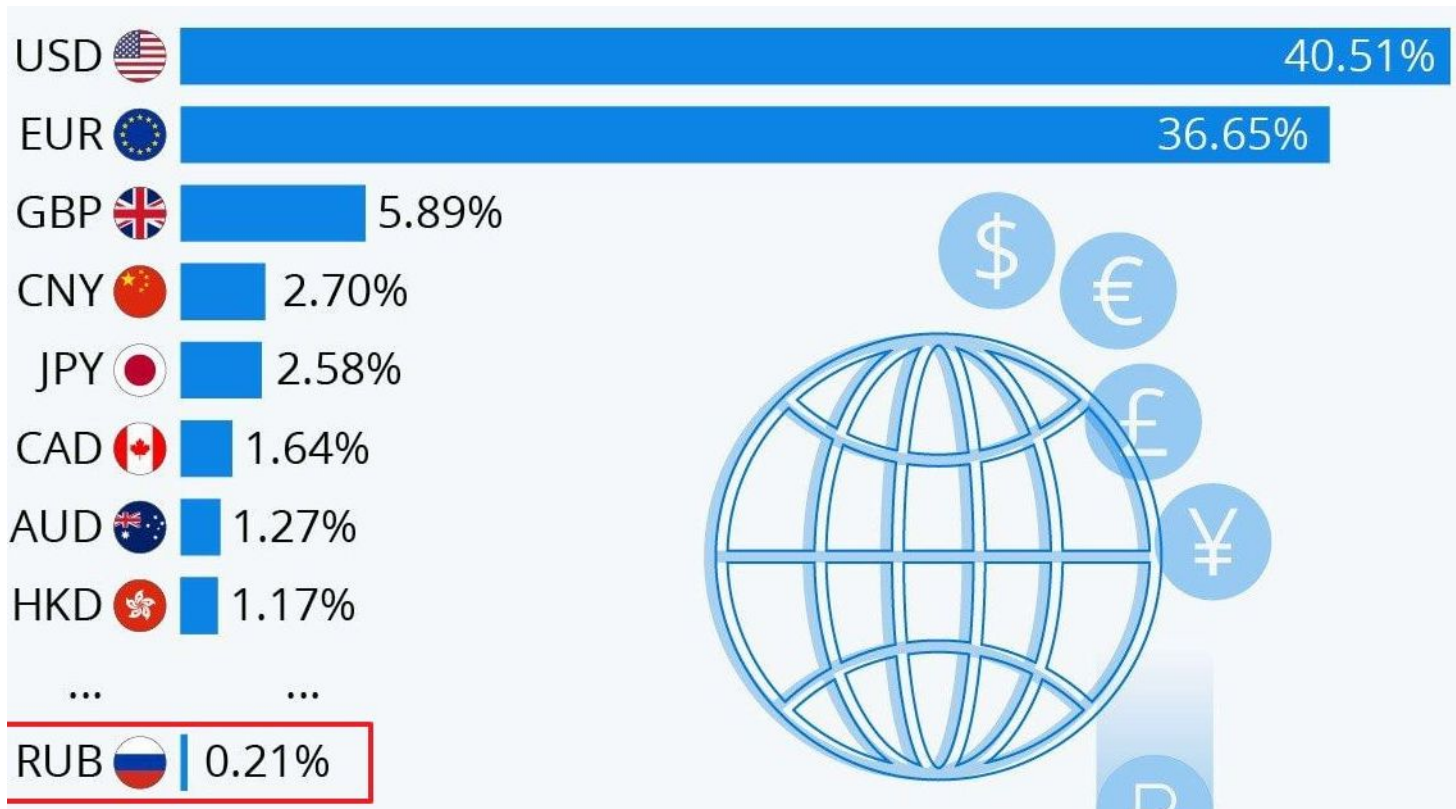 USD 40.51%
EUR 36.65%
GBP 5.89%
CNY 2.70%
JPY 2.58%
CAD 1.64%
AUD 1.27%
HKD 1.17%
... ...
RUB 0.21%
$
€
£
¥